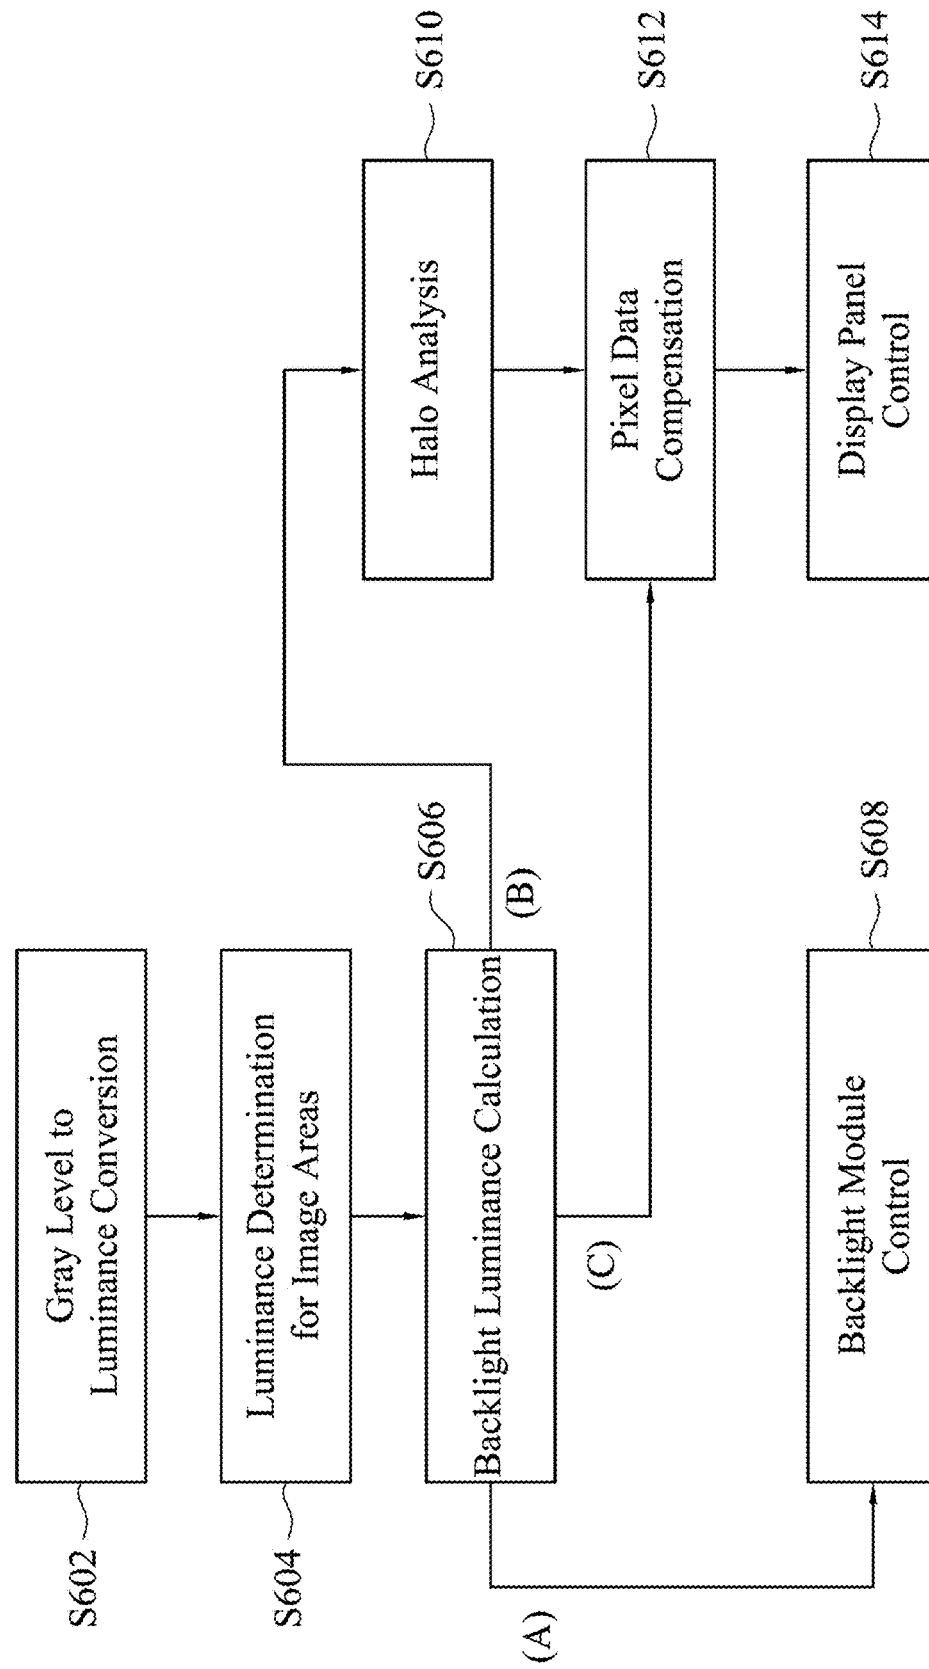 S602
Gray Level to
Luminance Conversion
S604
Luminance Determination
for Image Areas
S606
Backlight Luminance Calculation
(A)
(B)
(C)
S608
Backlight Module
Control
S610
Halo Analysis
S612
Pixel Data
Compensation
S614
Display Panel
Control